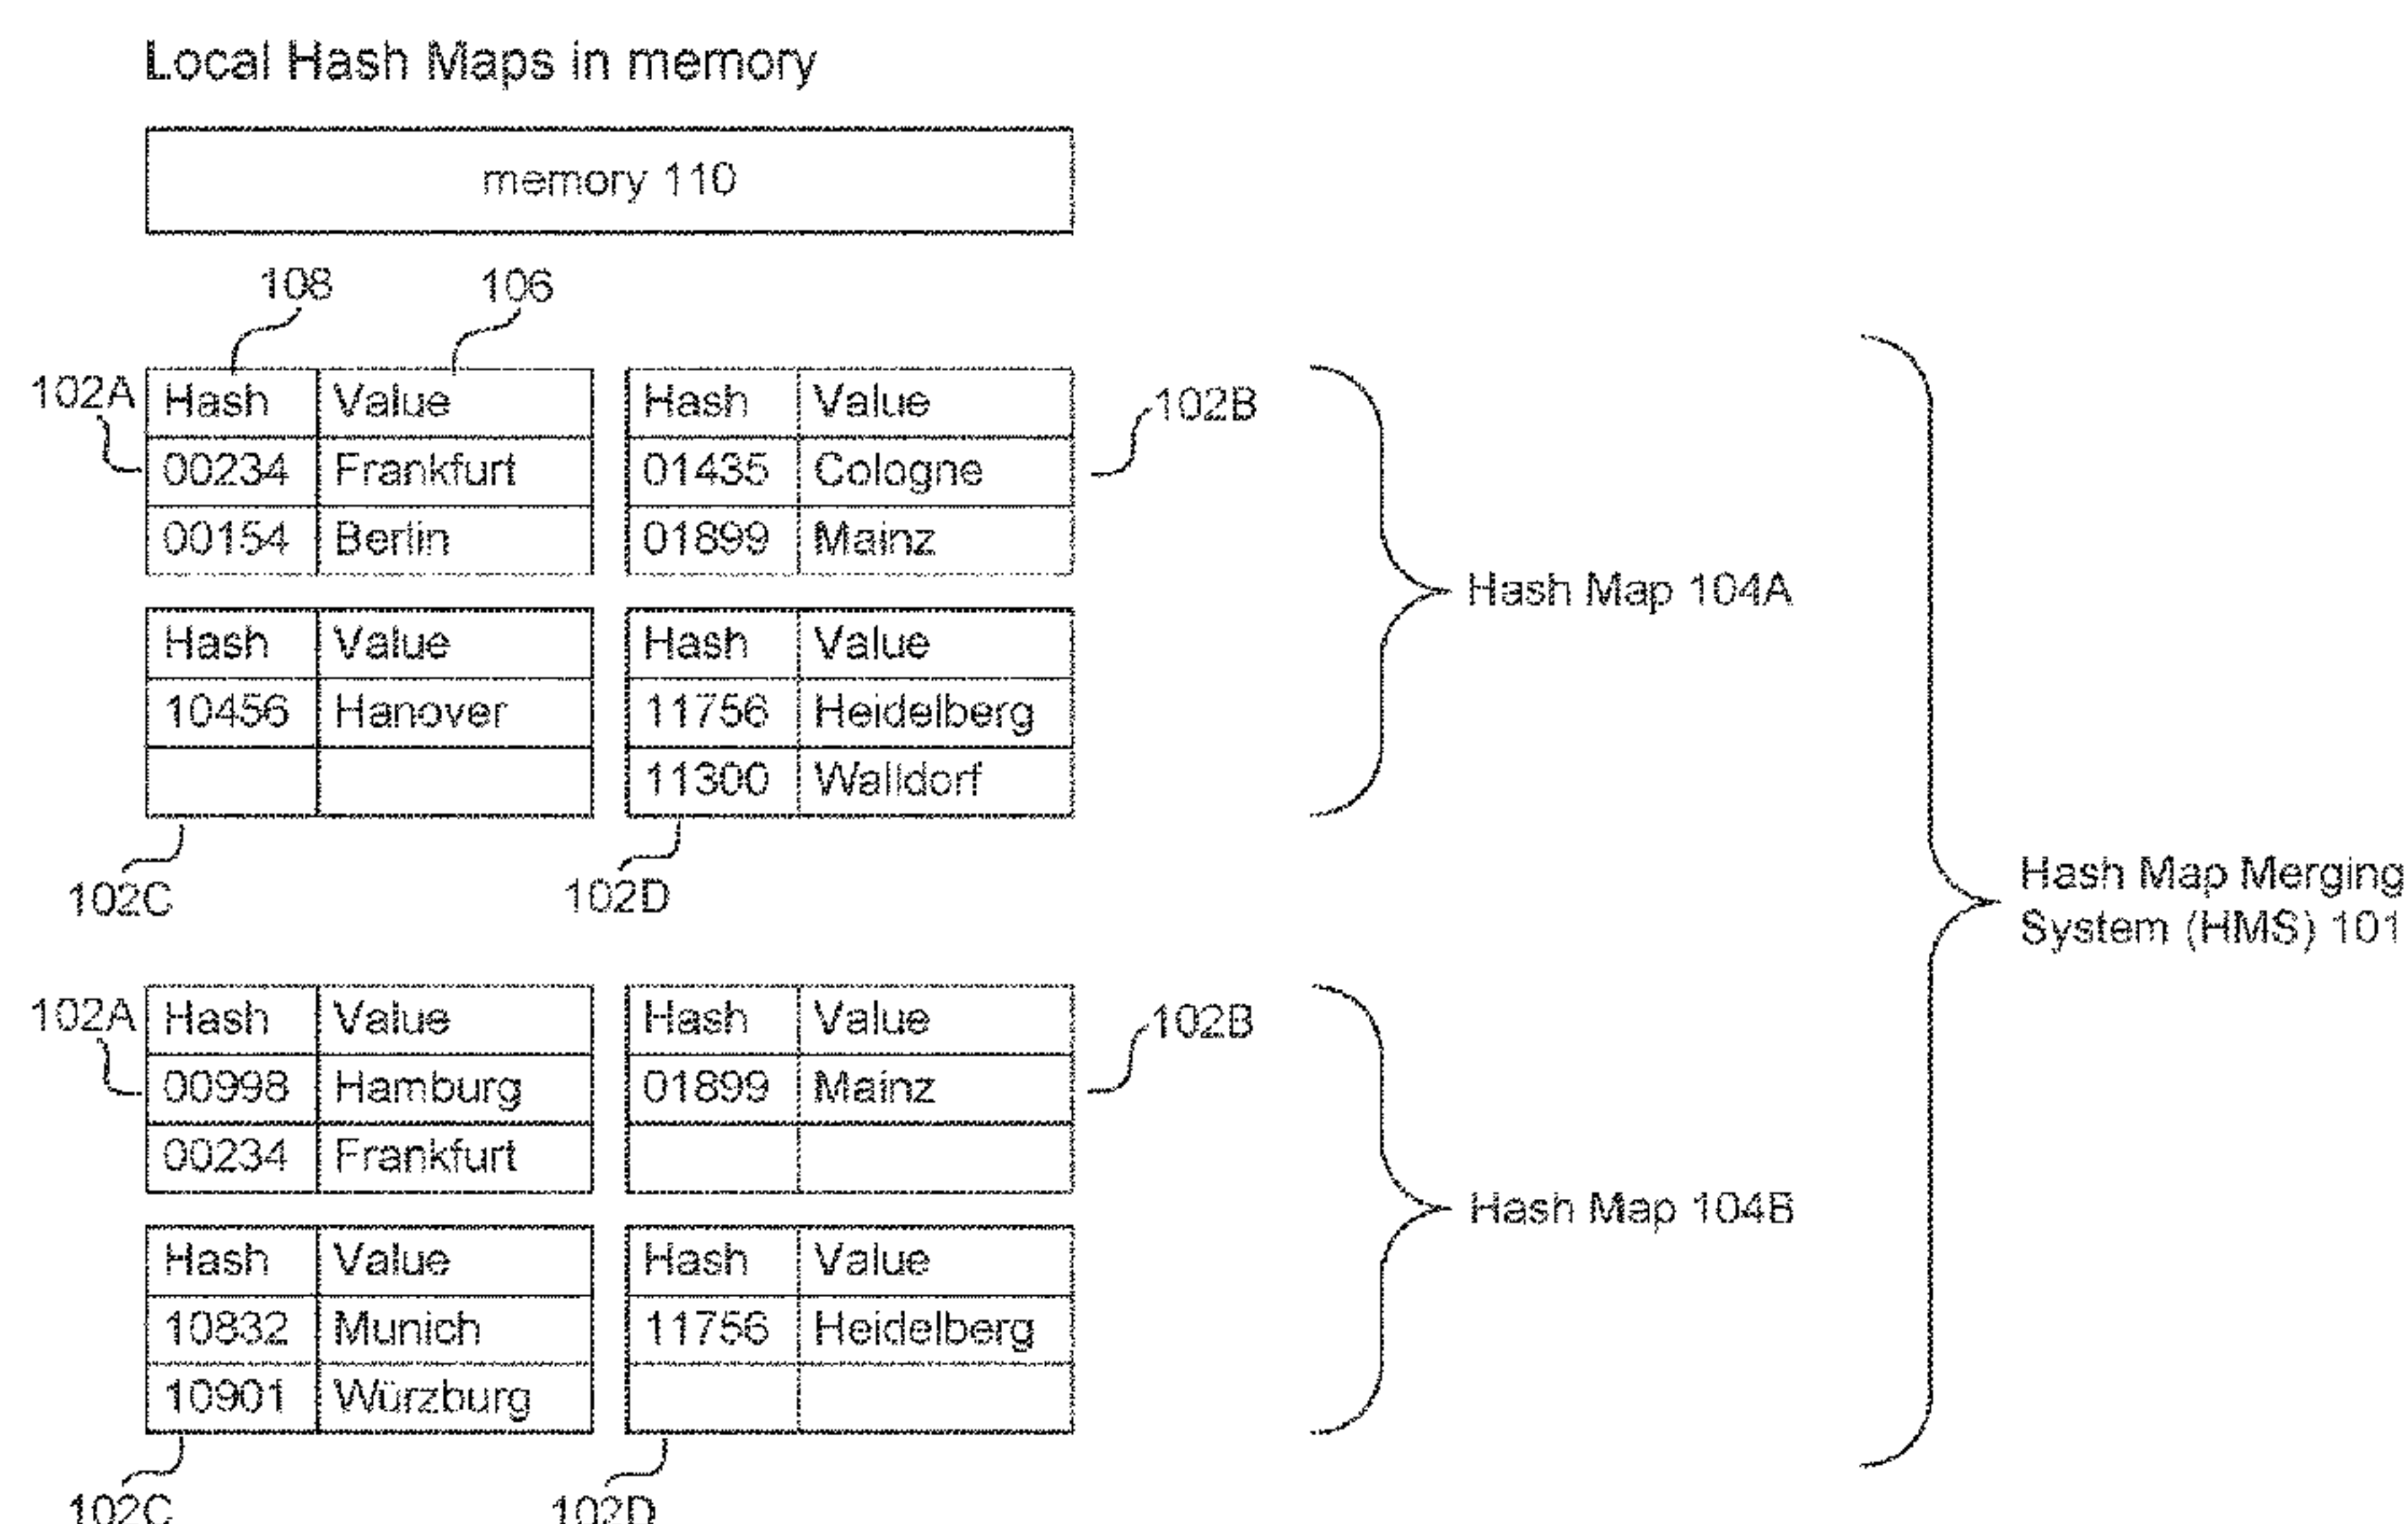 Local Hash Maps in memory
memory 110
108 106
102A Hash Value Hash Value 102B
00234 Frankfurt 01435 Cologne
00154 Berlin 01899 Mainz
Hash Map 104A
Hash Value Hash Value
10456 Hanover 11756 Heidelberg
11300 Walldorf
102C 102D
Hash Map Merging
System (HMS) 101
102A Hash Value Hash Value 102B
00998 Hamburg 01899 Mainz
00234 Frankfurt
Hash Map 104B
Hash Value Hash Value
10832 Munich 11756 Heidelberg
10901 Würzburg
102C 102D